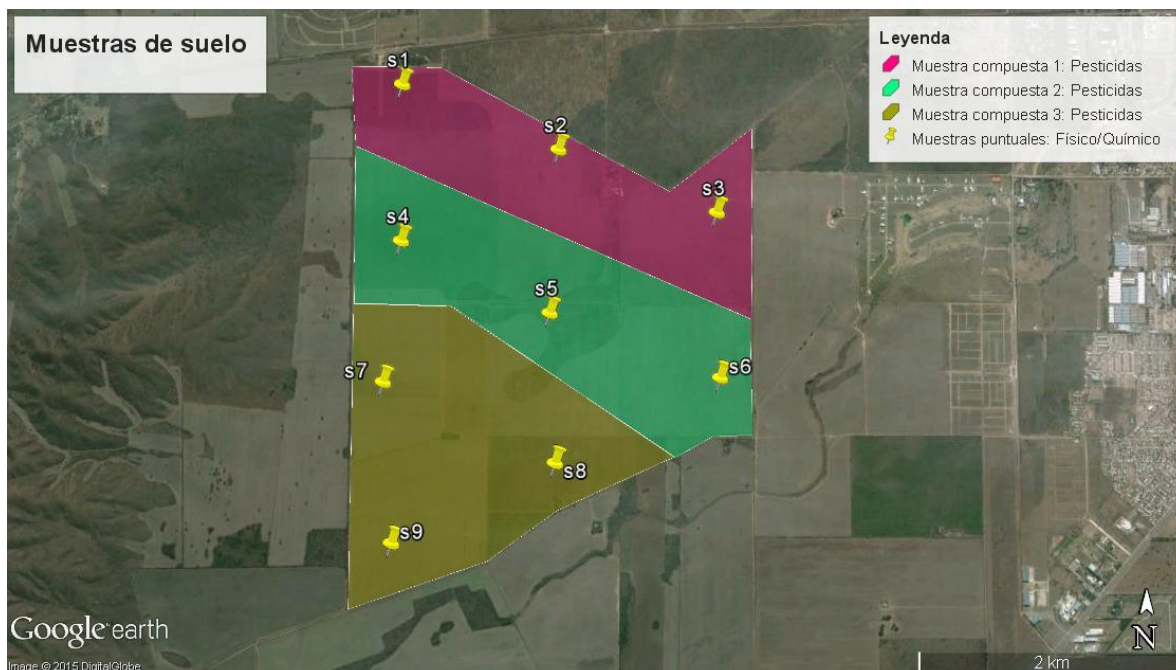 Muestras de suelo
Leyenda
Muestra compuesta 1: Pesticidas
Muestra compuesta 2: Pesticidas
Muestra compuesta 3: Pesticidas
Muestras puntuales: Físico/Químico
s1
s2
s3
s4
s5
s6
s7
s8
s9
Google earth
N
Image © 2015 DigitalGlobe
2 km